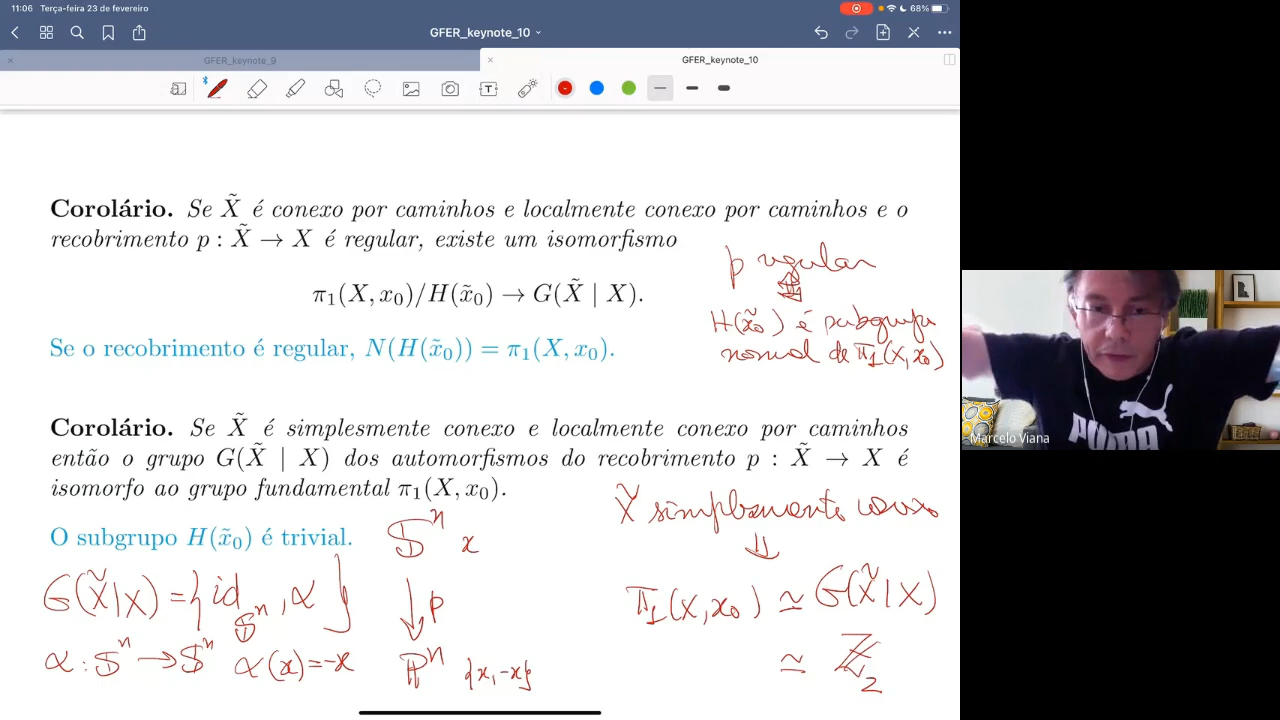 11:06 Terça-feira 23 de fevereiro
68%
GFER_keynote_10
GFER_keynote_9
GFER_keynote_10
Corolário. Se X̃ é conexo por caminhos e localmente conexo por caminhos e o
recobrimento p : X̃ → X é regular, existe um isomorfismo
π₁(X, x₀)/H(x̃₀) → G(X̃ | X).
Se o recobrimento é regular, N(H(x̃₀)) = π₁(X, x₀).
p regular
⇕
H(x̃₀) é subgrupo
normal de π₁(X, x₀)
Corolário. Se X̃ é simplesmente conexo e localmente conexo por caminhos
então o grupo G(X̃ | X) dos automorfismos do recobrimento p : X̃ → X é
isomorfo ao grupo fundamental π₁(X, x₀).
O subgrupo H(x̃₀) é trivial.
G(X̃|X) = {id_𝕊ⁿ, α}
α : 𝕊ⁿ → 𝕊ⁿ α(x) = -x
𝕊ⁿ x
↓ p
ℙⁿ {x, -x}
X̃ simplesmente conexo
⇓
π₁(X, x₀) ≃ G(X̃|X)
≃ ℤ₂
PUMA
Marcelo Viana